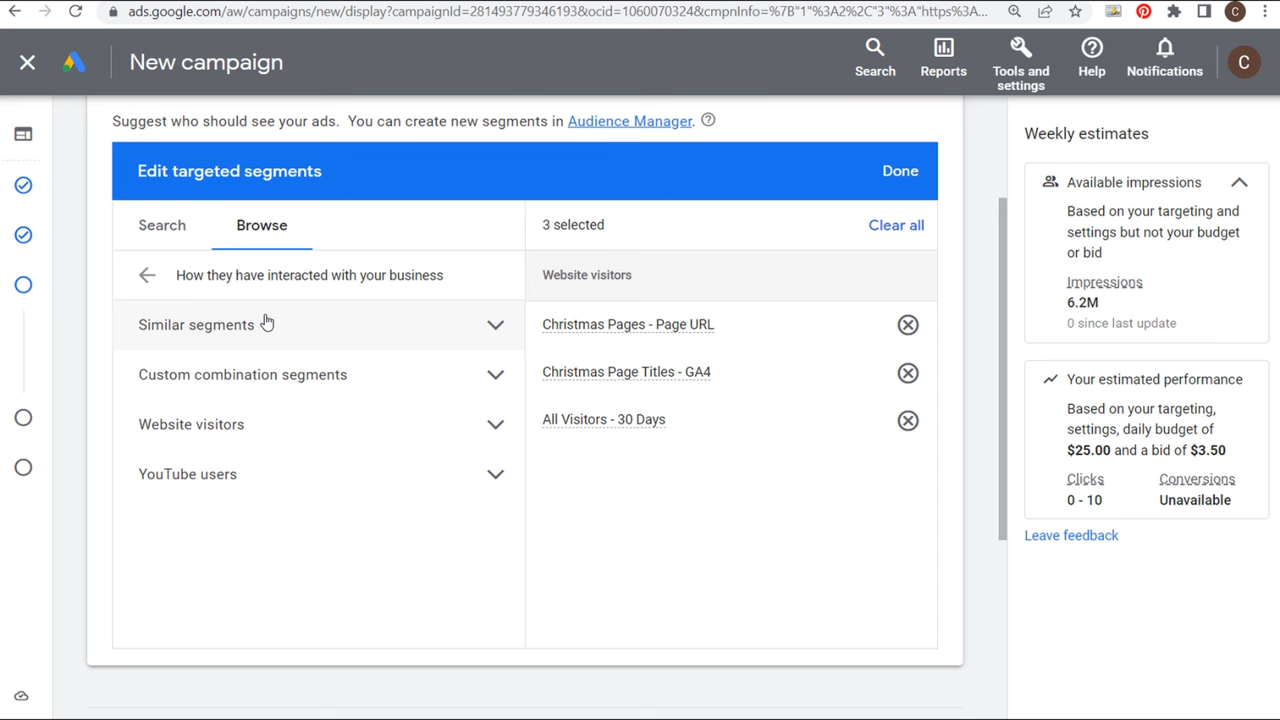 ads.google.com/aw/campaigns/new/display?campaignId=281493779346193&ocid=1060070324&cmpnInfo=%7B"1"%3A2%2C"3"%3A"https%3A...
C
New campaign
Search
Reports
Tools and
settings
Help
Notifications
C
Suggest who should see your ads. You can create new segments in Audience Manager.
Edit targeted segments
Done
Search
Browse
3 selected
Clear all
How they have interacted with your business
Website visitors
Similar segments
Christmas Pages - Page URL
Custom combination segments
Christmas Page Titles - GA4
Website visitors
All Visitors - 30 Days
YouTube users
Weekly estimates
Available impressions
Based on your targeting and
settings but not your budget
or bid
Impressions
6.2M
0 since last update
Your estimated performance
Based on your targeting,
settings, daily budget of
$25.00 and a bid of $3.50
Clicks
Conversions
0 - 10
Unavailable
Leave feedback